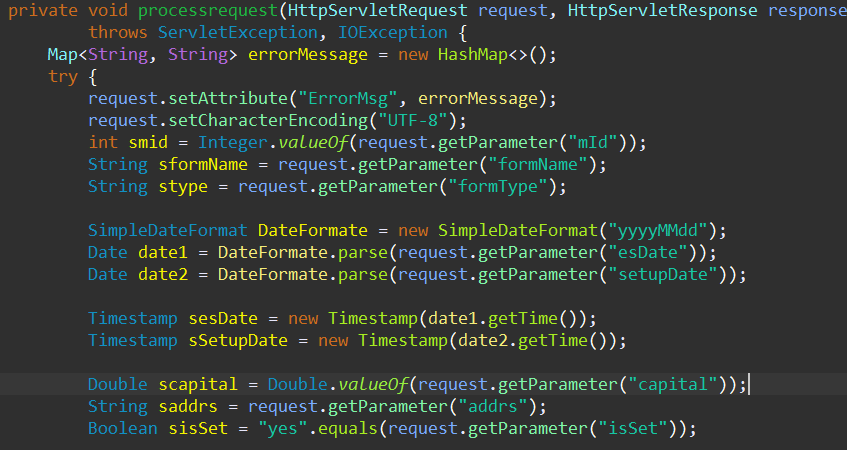 private void processrequest(HttpServletRequest request, HttpServletResponse response
throws ServletException, IOException {
Map<String, String> errorMessage = new HashMap<>();
try {
request.setAttribute("ErrorMsg", errorMessage);
request.setCharacterEncoding("UTF-8");
int smid = Integer.valueOf(request.getParameter("mId"));
String sformName = request.getParameter("formName");
String stype = request.getParameter("formType");
SimpleDateFormat DateFormate = new SimpleDateFormat("yyyyMMdd");
Date date1 = DateFormate.parse(request.getParameter("esDate"));
Date date2 = DateFormate.parse(request.getParameter("setupDate"));
Timestamp sesDate = new Timestamp(date1.getTime());
Timestamp sSetupDate = new Timestamp(date2.getTime());
Double scapital = Double.valueOf(request.getParameter("capital"));
String saddrs = request.getParameter("addrs");
Boolean sisSet = "yes".equals(request.getParameter("isSet"));